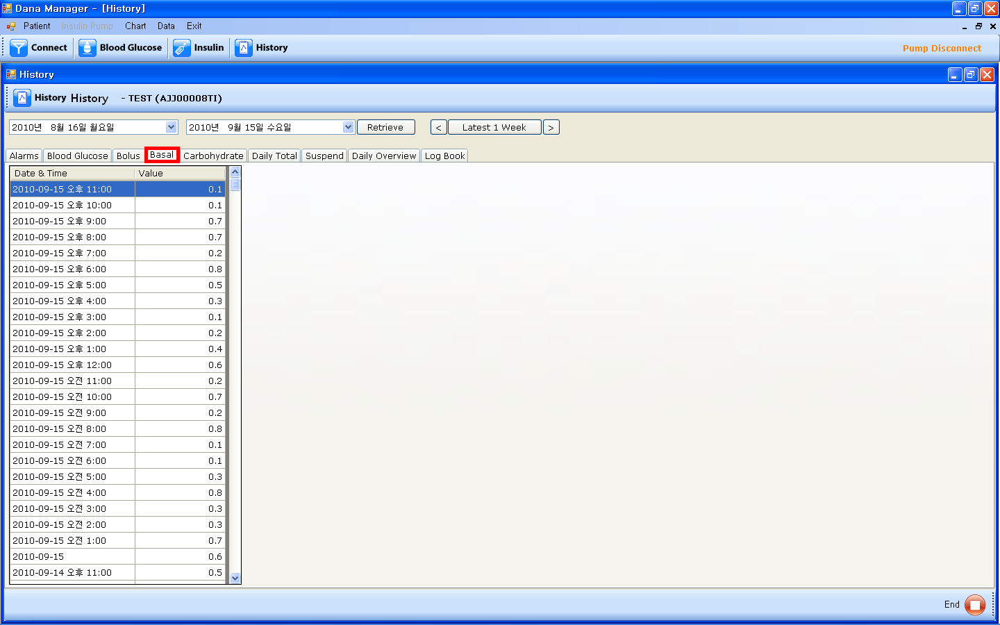 Dana Manager - [History]
Patient Insulin Pump Chart Data Exit
Connect Blood Glucose Insulin History Pump Disconnect
History
History History - TEST (AJJ00008TI)
2010년 8월 16일 월요일 2010년 9월 15일 수요일 Retrieve < Latest 1 Week >
Alarms Blood Glucose Bolus Basal Carbohydrate Daily Total Suspend Daily Overview Log Book
Date & Time Value
2010-09-15 오후 11:00 0.1
2010-09-15 오후 10:00 0.1
2010-09-15 오후 9:00 0.7
2010-09-15 오후 8:00 0.7
2010-09-15 오후 7:00 0.2
2010-09-15 오후 6:00 0.8
2010-09-15 오후 5:00 0.5
2010-09-15 오후 4:00 0.3
2010-09-15 오후 3:00 0.1
2010-09-15 오후 2:00 0.2
2010-09-15 오후 1:00 0.4
2010-09-15 오후 12:00 0.6
2010-09-15 오전 11:00 0.2
2010-09-15 오전 10:00 0.7
2010-09-15 오전 9:00 0.2
2010-09-15 오전 8:00 0.8
2010-09-15 오전 7:00 0.1
2010-09-15 오전 6:00 0.1
2010-09-15 오전 5:00 0.3
2010-09-15 오전 4:00 0.8
2010-09-15 오전 3:00 0.3
2010-09-15 오전 2:00 0.3
2010-09-15 오전 1:00 0.7
2010-09-15 0.6
2010-09-14 오후 11:00 0.5
End